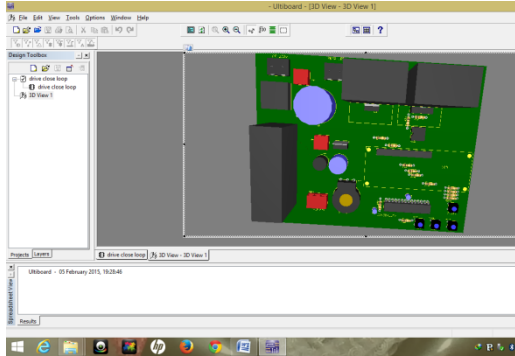 - Ultiboard - [3D View - 3D View 1]
File Edit View Tools Options Window Help
Design Toolbox
drive close loop
drive close loop
3D View 1
Projects Layers
drive close loop 3D View - 3D View 1
Ultiboard - 05 February 2015, 19:28:46
Results
Spreadsheet View
hp